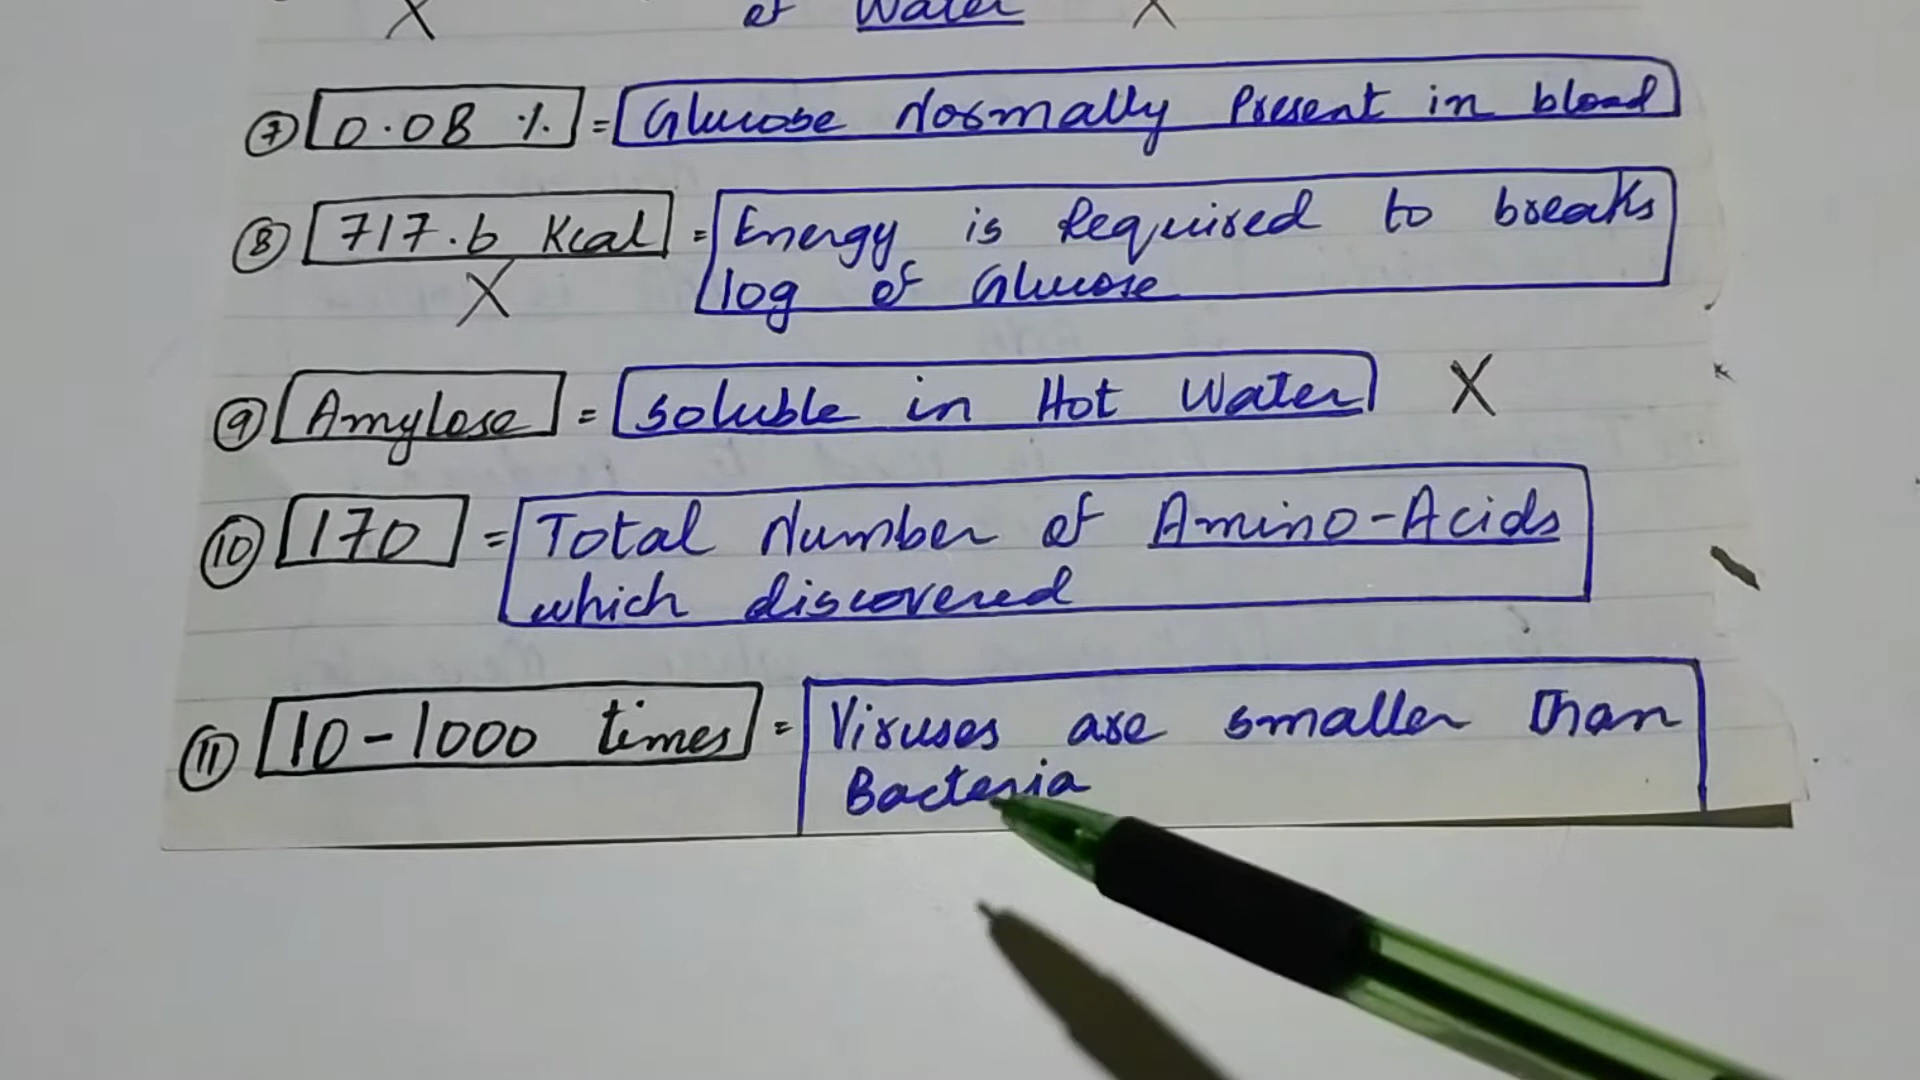 X of Water X
⑦ 0.08 % = Glucose Normally Present in blood
⑧ 717.6 Kcal = Energy is Required to breaks
X 10g of Glucose
⑨ Amylose = soluble in Hot Water X
⑩ 170 = Total Number of Amino-Acids
which discovered
⑪ 10-1000 times = Viruses are smaller than
Bacteria